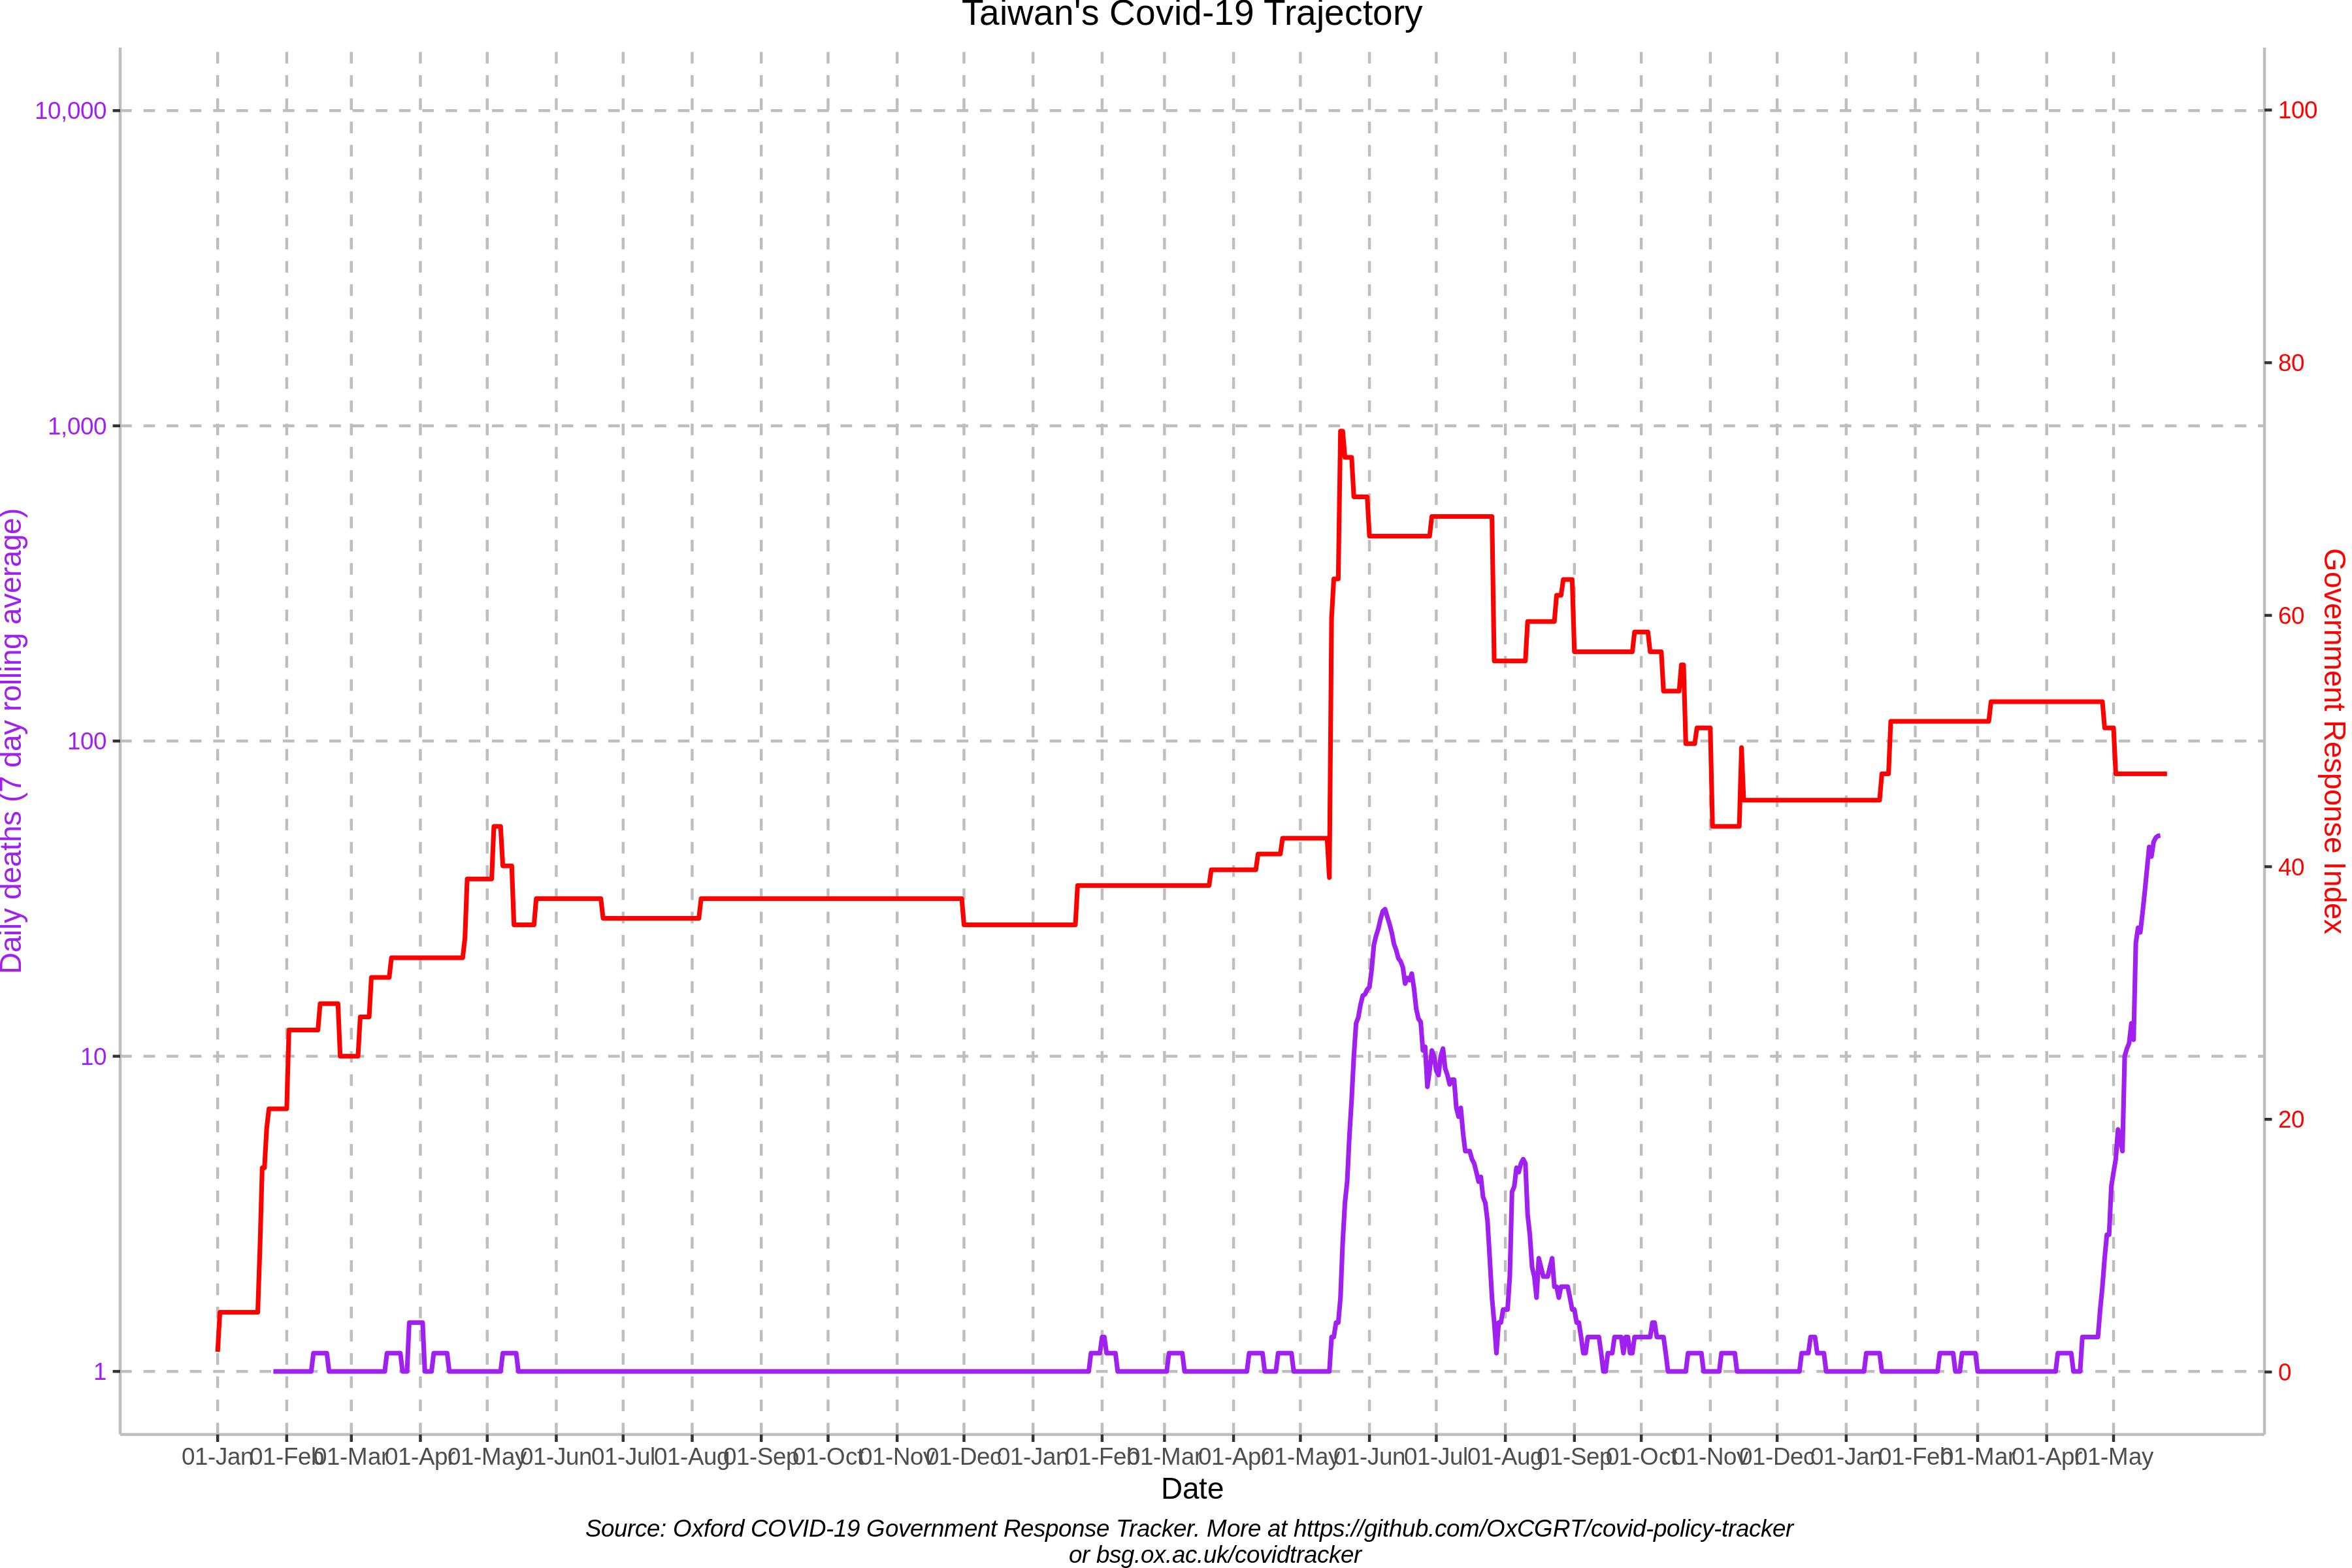 Taiwan's Covid-19 Trajectory
Daily deaths (7 day rolling average)
10,000
1,000
100
10
1
100
80
60
40
20
0
Government Response Index
01-Jan 01-Feb 01-Mar 01-Apr 01-May 01-Jun 01-Jul 01-Aug 01-Sep 01-Oct 01-Nov 01-Dec 01-Jan 01-Feb 01-Mar 01-Apr 01-May 01-Jun 01-Jul 01-Aug 01-Sep 01-Oct 01-Nov 01-Dec 01-Jan 01-Feb 01-Mar 01-Apr 01-May
Date
Source: Oxford COVID-19 Government Response Tracker. More at https://github.com/OxCGRT/covid-policy-tracker
or bsg.ox.ac.uk/covidtracker